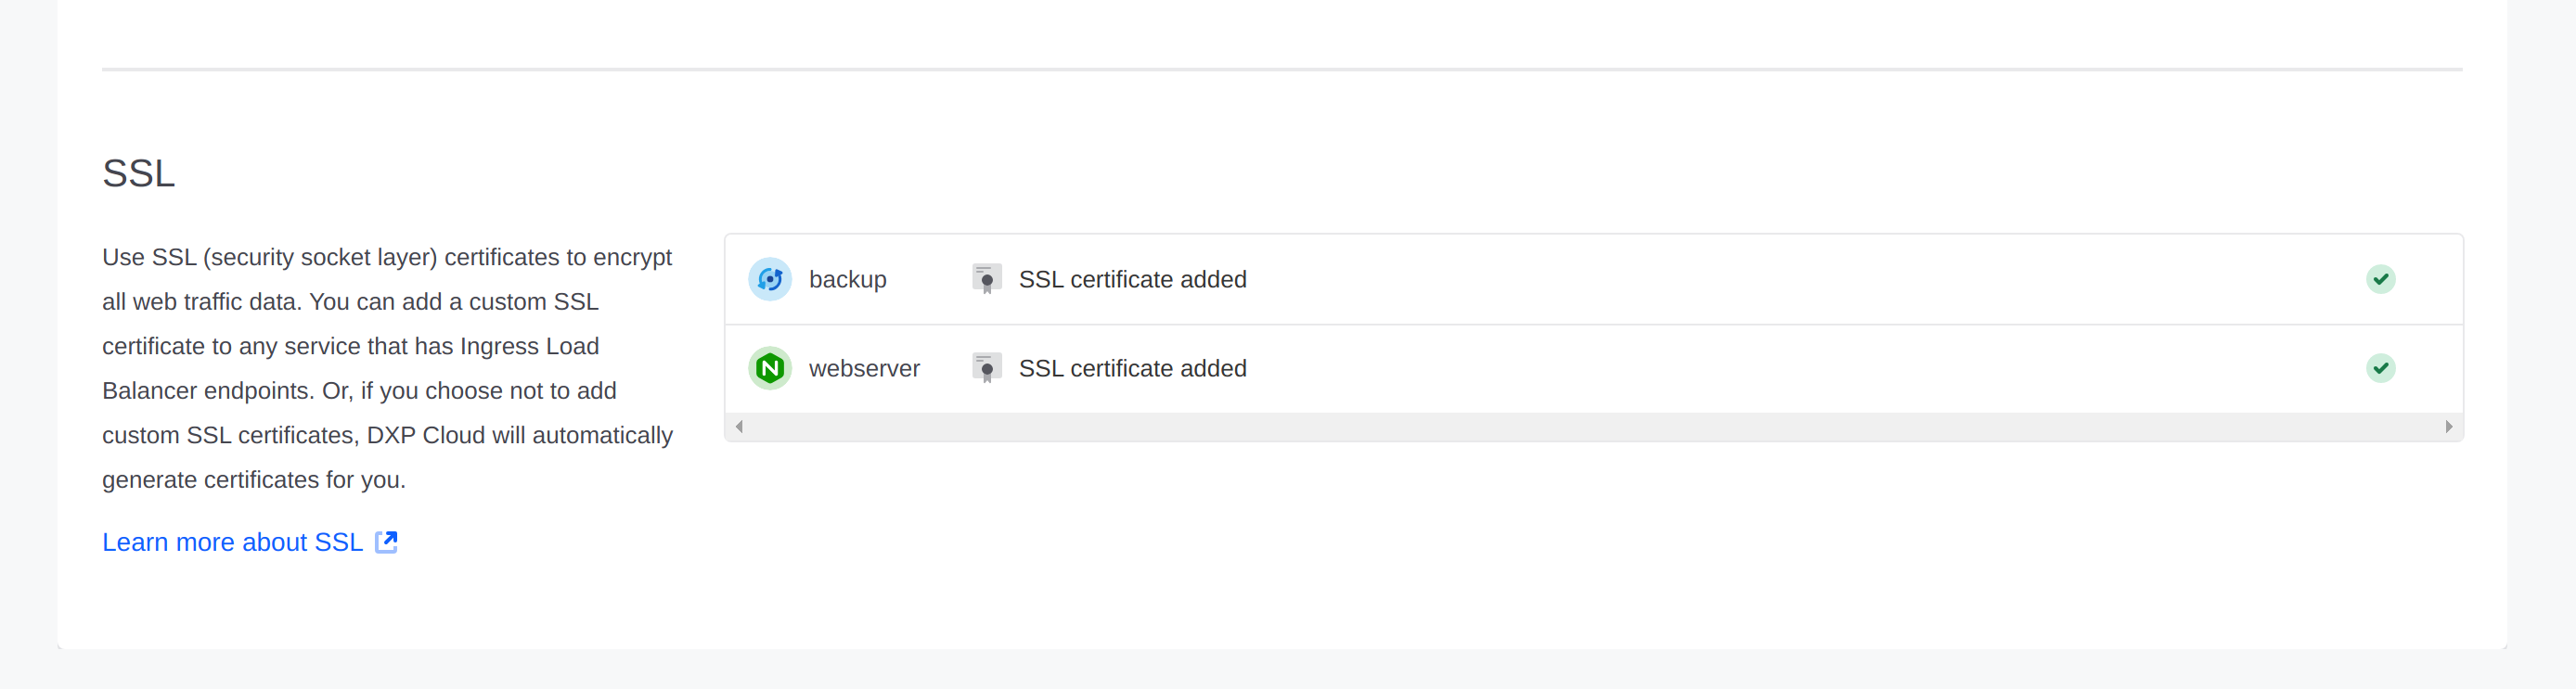 SSL
Use SSL (security socket layer) certificates to encrypt
all web traffic data. You can add a custom SSL
certificate to any service that has Ingress Load
Balancer endpoints. Or, if you choose not to add
custom SSL certificates, DXP Cloud will automatically
generate certificates for you.
Learn more about SSL
backup SSL certificate added
webserver SSL certificate added